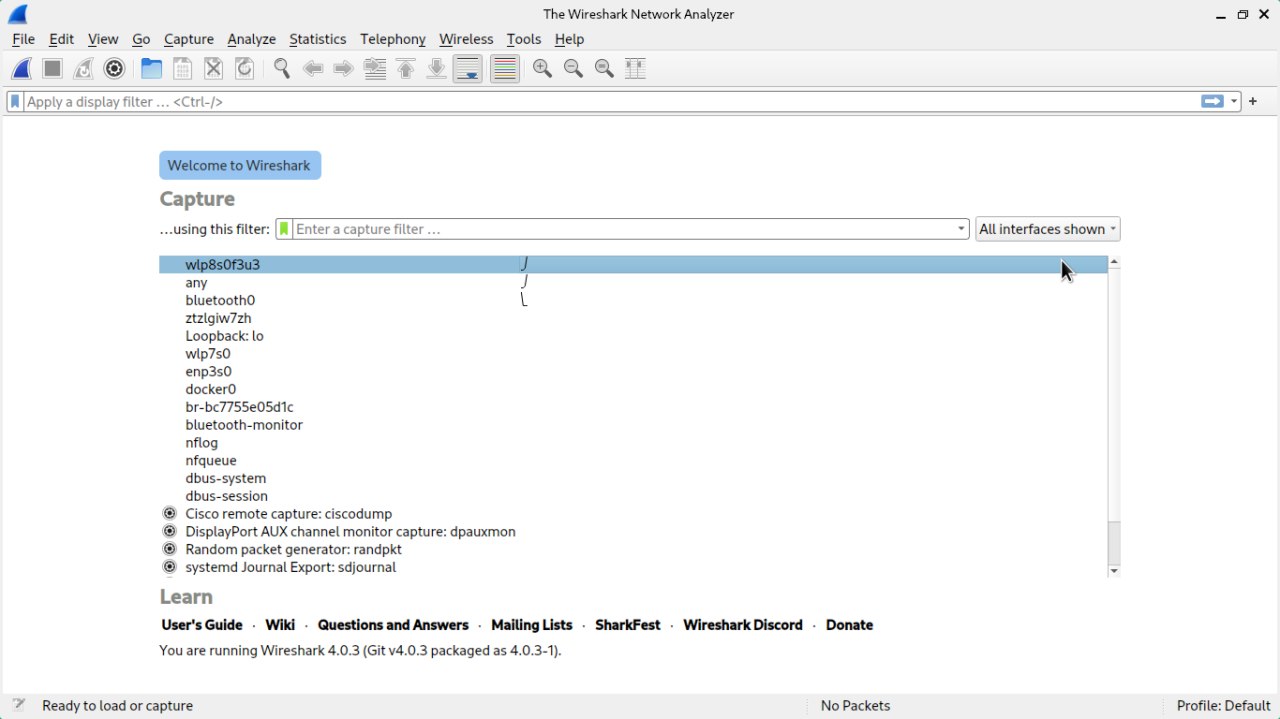 The Wireshark Network Analyzer
File Edit View Go Capture Analyze Statistics Telephony Wireless Tools Help
Apply a display filter … <Ctrl-/>
+
Welcome to Wireshark
Capture
…using this filter: Enter a capture filter … All interfaces shown
wlp8s0f3u3
any
bluetooth0
ztzlgiw7zh
Loopback: lo
wlp7s0
enp3s0
docker0
br-bc7755e05d1c
bluetooth-monitor
nflog
nfqueue
dbus-system
dbus-session
Cisco remote capture: ciscodump
DisplayPort AUX channel monitor capture: dpauxmon
Random packet generator: randpkt
systemd Journal Export: sdjournal
Learn
User's Guide · Wiki · Questions and Answers · Mailing Lists · SharkFest · Wireshark Discord · Donate
You are running Wireshark 4.0.3 (Git v4.0.3 packaged as 4.0.3-1).
Ready to load or capture No Packets Profile: Default